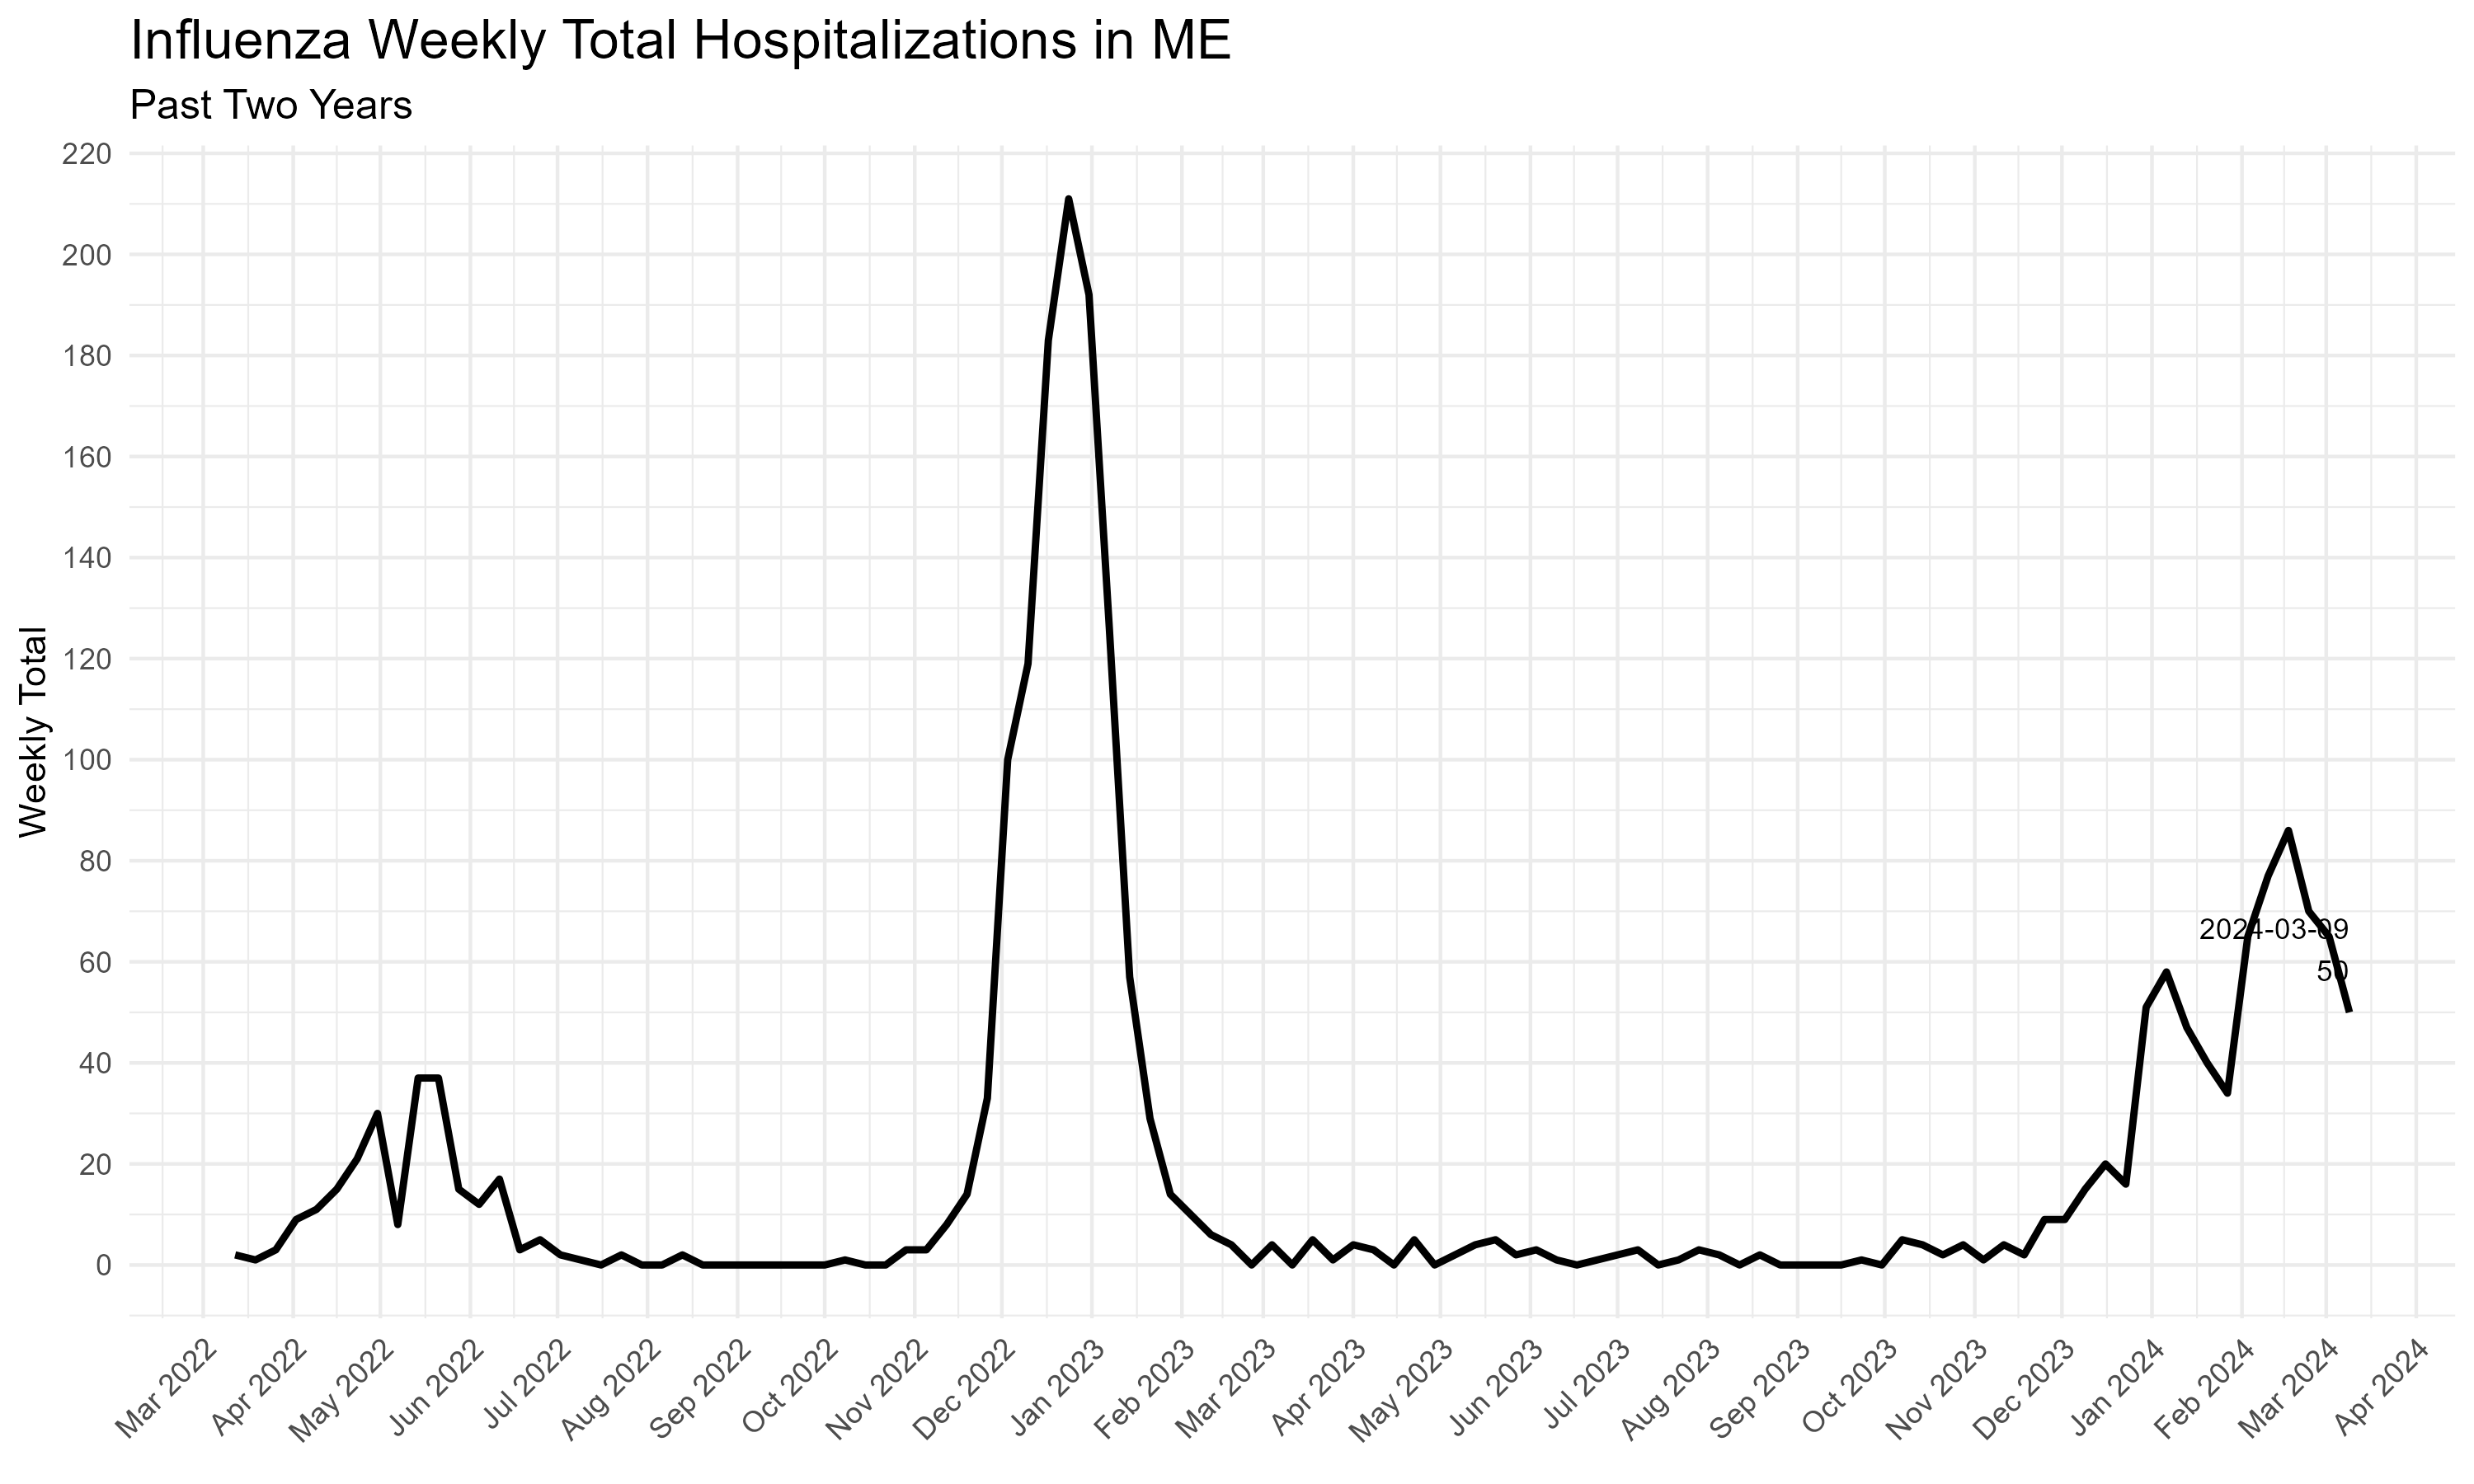 Influenza Weekly Total Hospitalizations in ME
Past Two Years
220
200
180
160
140
120
100
80
60
40
20
0
Weekly Total
2024-03-09
50
Mar 2022
Apr 2022
May 2022
Jun 2022
Jul 2022
Aug 2022
Sep 2022
Oct 2022
Nov 2022
Dec 2022
Jan 2023
Feb 2023
Mar 2023
Apr 2023
May 2023
Jun 2023
Jul 2023
Aug 2023
Sep 2023
Oct 2023
Nov 2023
Dec 2023
Jan 2024
Feb 2024
Mar 2024
Apr 2024